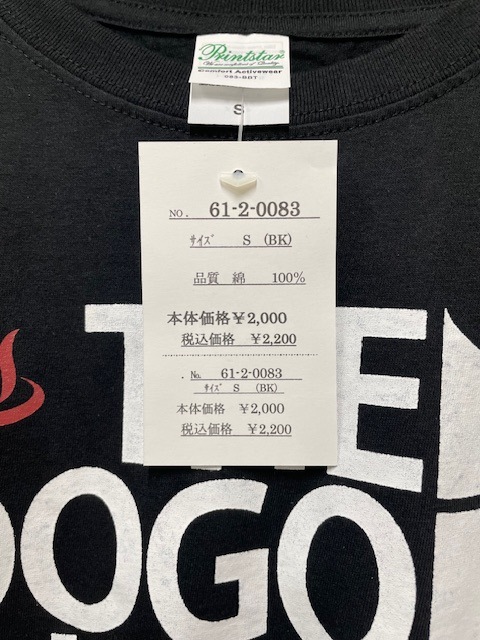 Printstar
Comfort Activewear
083-BBT
S
NO. 61-2-0083
ｻｲｽﾞ S (BK)
品質 綿 100%
本体価格￥2,000
税込価格 ￥2,200
No. 61-2-0083
ｻｲｽﾞ S (BK)
本体価格 ￥2,000
税込価格 ￥2,200
THE
DOGO